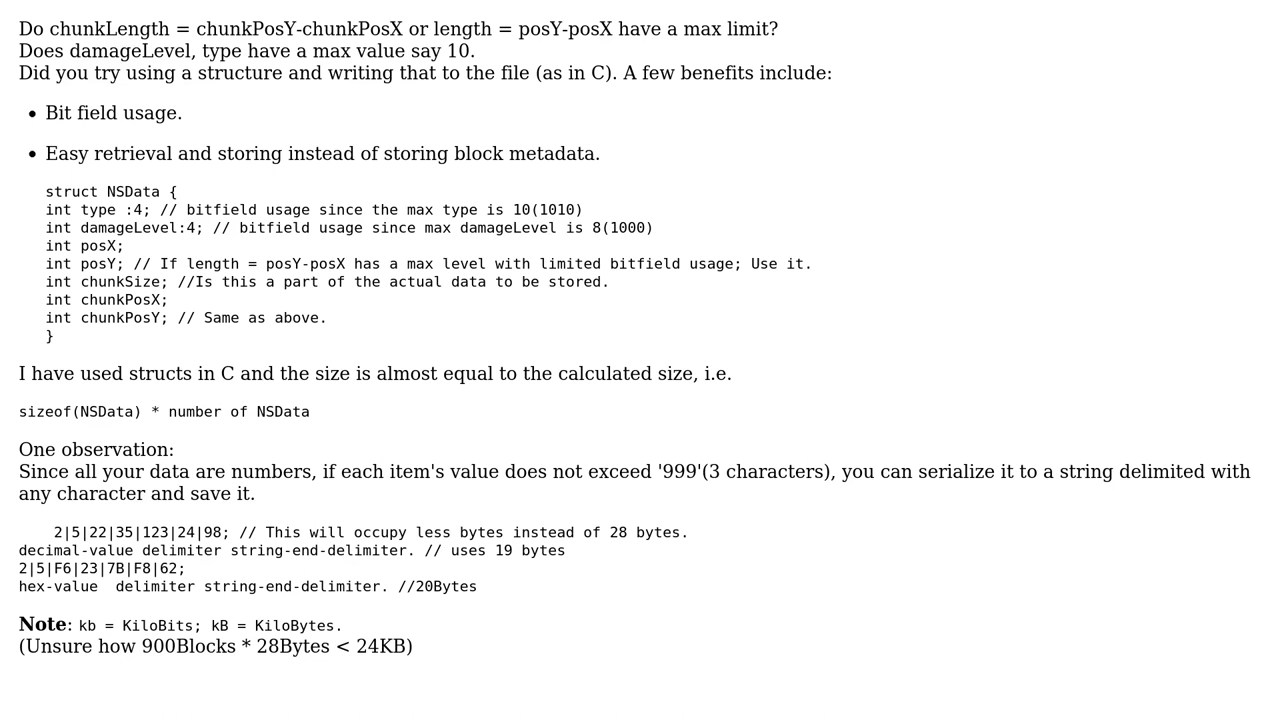 Do chunkLength = chunkPosY-chunkPosX or length = posY-posX have a max limit?
Does damageLevel, type have a max value say 10.
Did you try using a structure and writing that to the file (as in C). A few benefits include:
• Bit field usage.
• Easy retrieval and storing instead of storing block metadata.
struct NSData {
int type :4; // bitfield usage since the max type is 10(1010)
int damageLevel:4; // bitfield usage since max damageLevel is 8(1000)
int posX;
int posY; // If length = posY-posX has a max level with limited bitfield usage; Use it.
int chunkSize; //Is this a part of the actual data to be stored.
int chunkPosX;
int chunkPosY; // Same as above.
}
I have used structs in C and the size is almost equal to the calculated size, i.e.
sizeof(NSData) * number of NSData
One observation:
Since all your data are numbers, if each item's value does not exceed '999'(3 characters), you can serialize it to a string delimited with
any character and save it.
2|5|22|35|123|24|98; // This will occupy less bytes instead of 28 bytes.
decimal-value delimiter string-end-delimiter. // uses 19 bytes
2|5|F6|23|7B|F8|62;
hex-value  delimiter string-end-delimiter. //20Bytes
Note: kb = KiloBits; kB = KiloBytes.
(Unsure how 900Blocks * 28Bytes < 24KB)